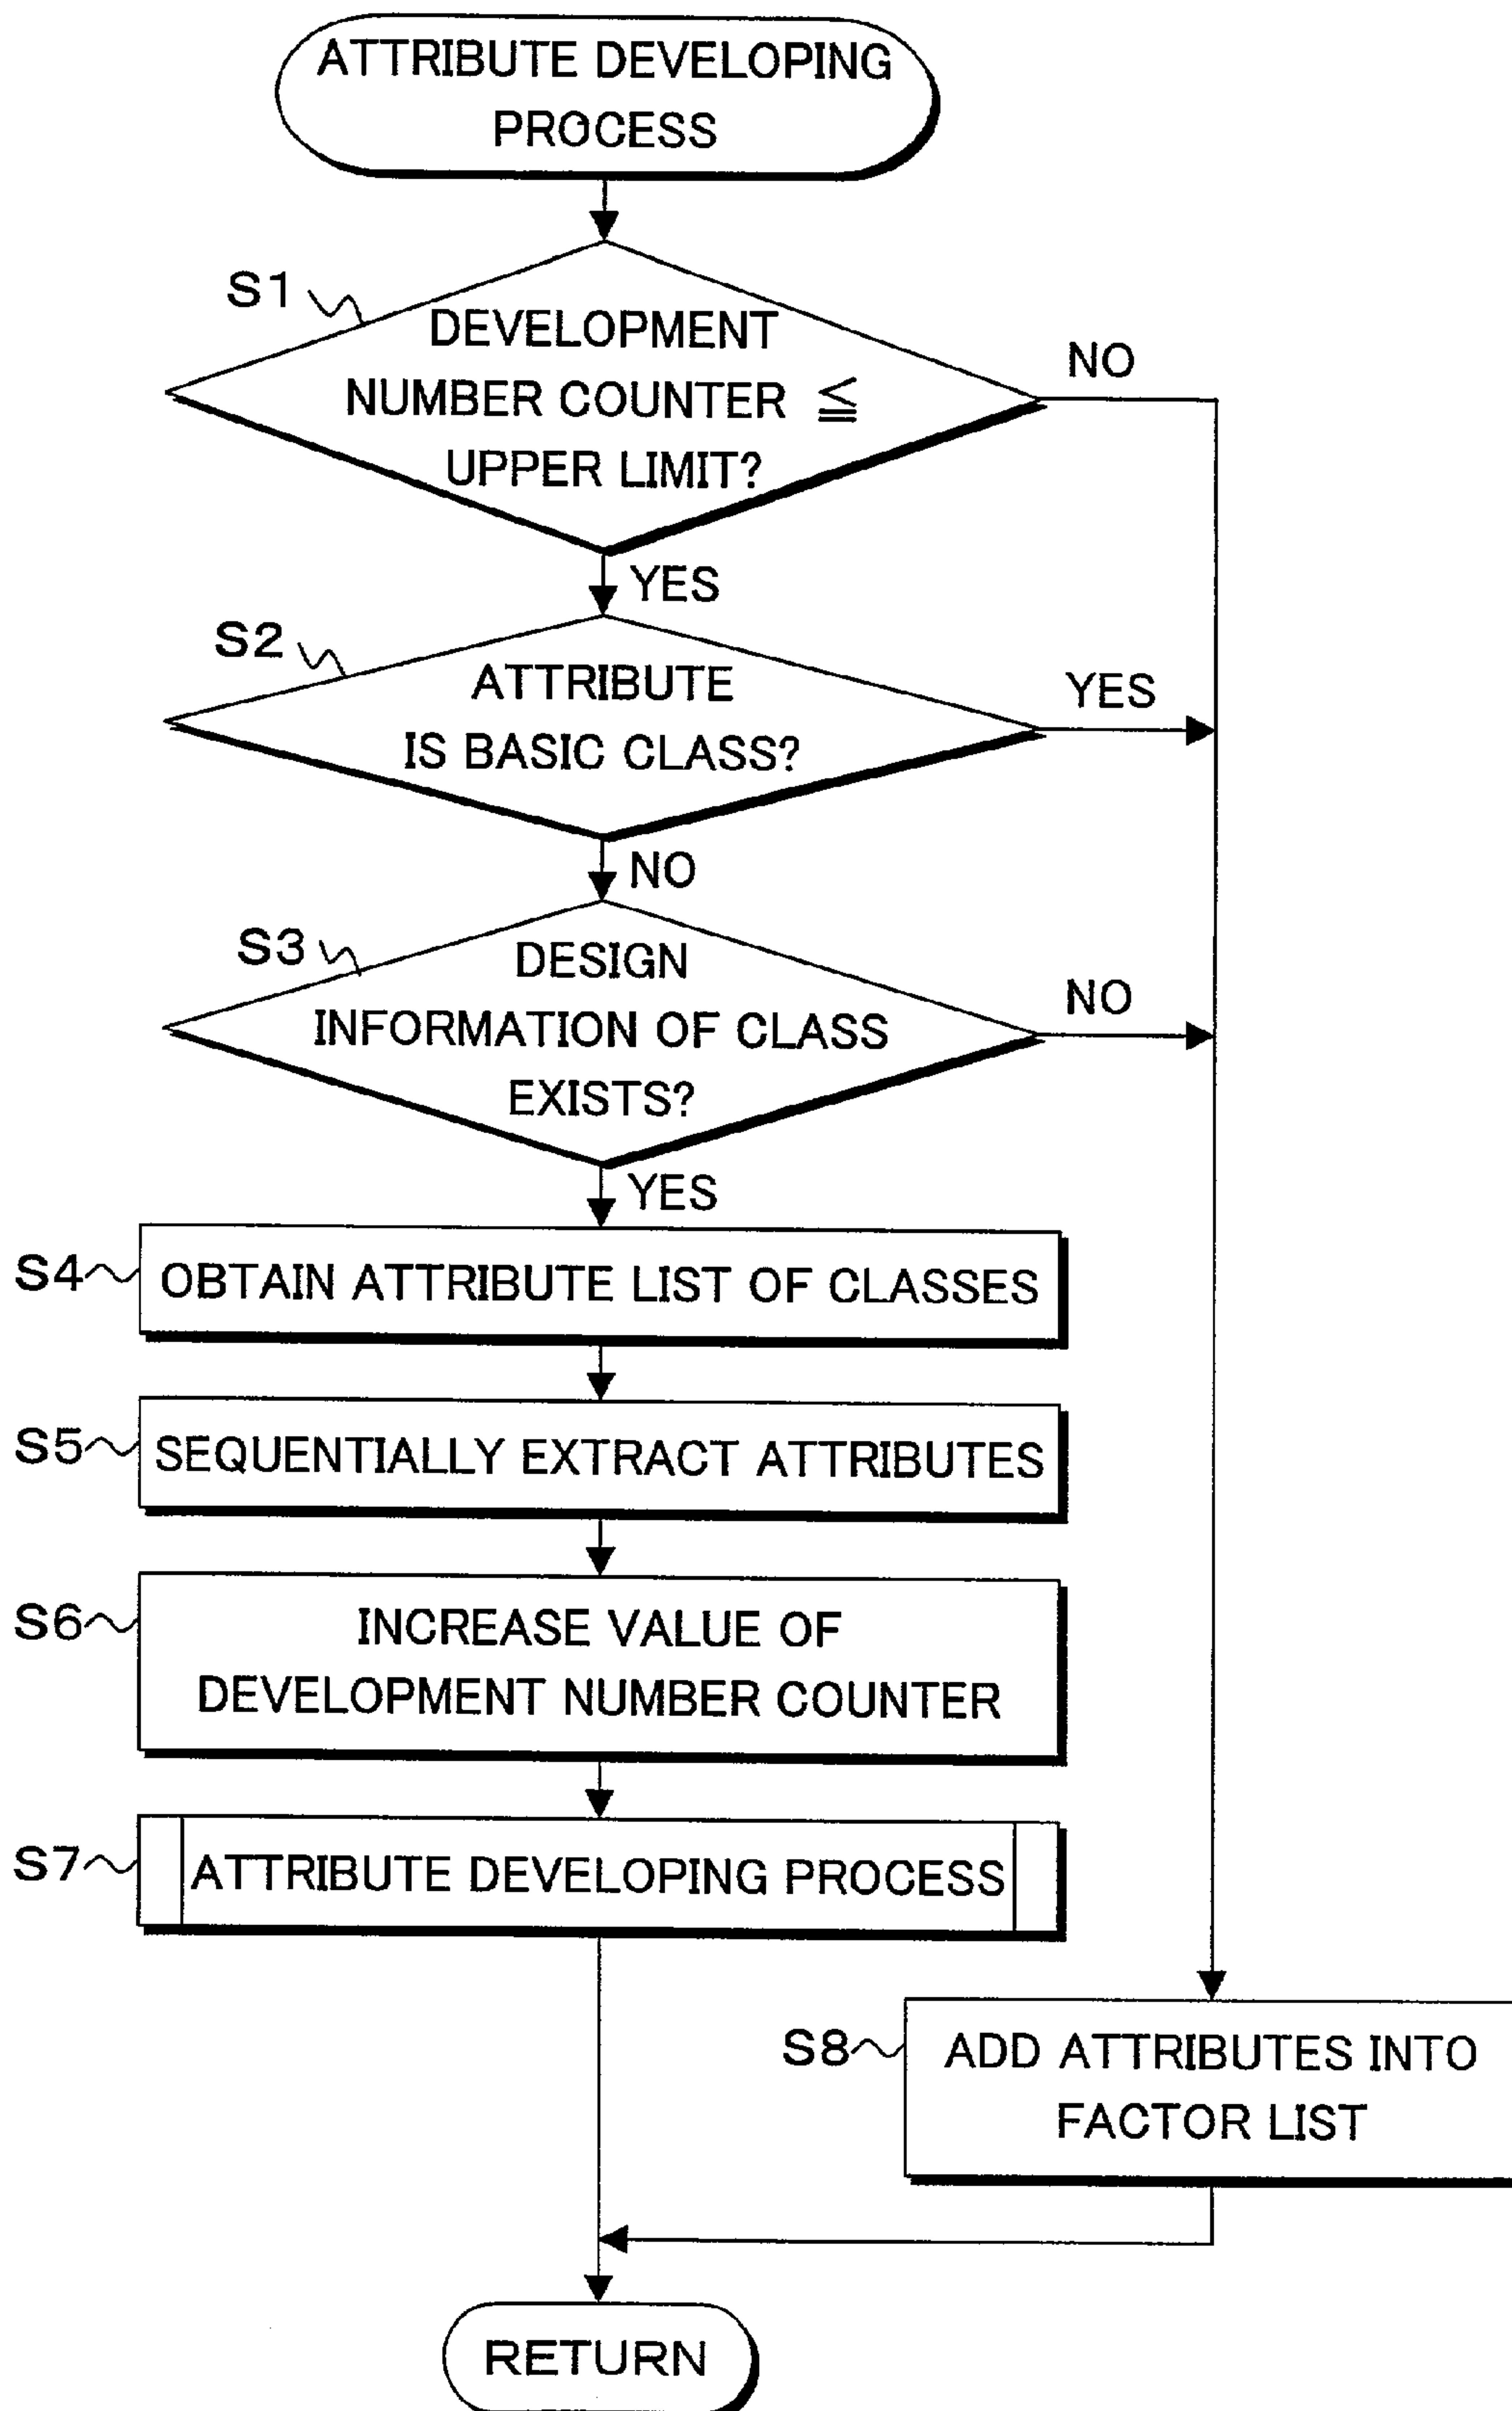 ATTRIBUTE DEVELOPING
PROCESS
S1
DEVELOPMENT
NUMBER COUNTER ≦
UPPER LIMIT?
NO
YES
S2
ATTRIBUTE
IS BASIC CLASS?
YES
NO
S3
DESIGN
INFORMATION OF CLASS
EXISTS?
NO
YES
S4
OBTAIN ATTRIBUTE LIST OF CLASSES
S5
SEQUENTIALLY EXTRACT ATTRIBUTES
S6
INCREASE VALUE OF
DEVELOPMENT NUMBER COUNTER
S7
ATTRIBUTE DEVELOPING PROCESS
S8
ADD ATTRIBUTES INTO
FACTOR LIST
RETURN